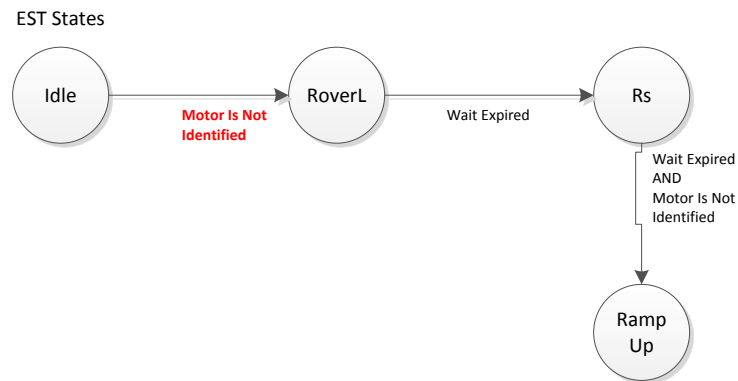 EST States
Idle
RoverL
Rs
Motor Is Not
Identified
Wait Expired
Wait Expired
AND
Motor Is Not
Identified
Ramp
Up